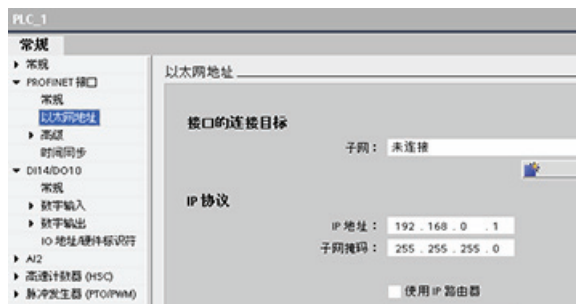 PLC_1
常规
常规
PROFINET 接口
常规
以太网地址
高级
时间同步
DI14/DO10
常规
数字输入
数字输出
IO 地址/硬件标识符
AI2
高速计数器 (HSC)
脉冲发生器 (PTO/PWM)
以太网地址
接口的连接目标
子网： 未连接
IP 协议
IP 地址： 192 . 168 . 0 . 1
子网掩码： 255 . 255 . 255 . 0
使用 IP 路由器